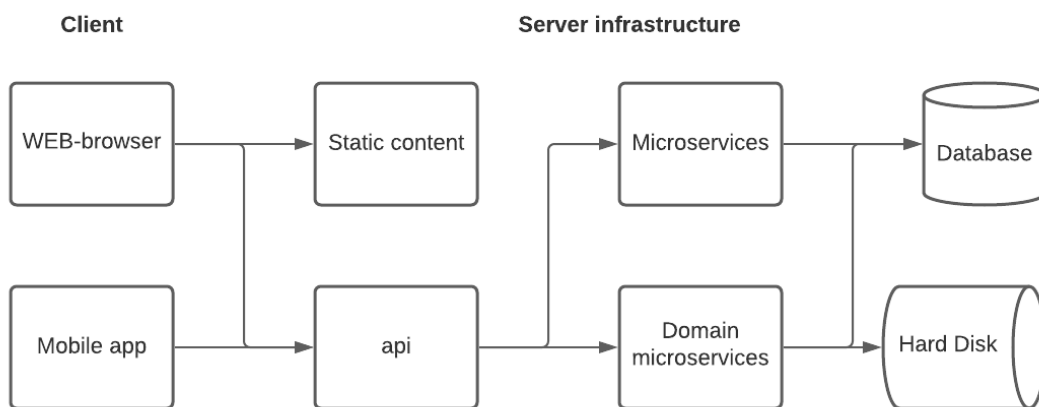 Client
Server infrastructure
WEB-browser
Static content
Microservices
Database
Mobile app
api
Domain
microservices
Hard Disk